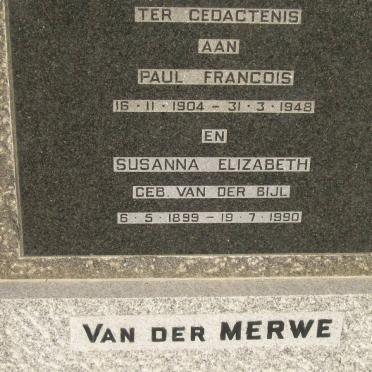 TER GEDACTENIS
AAN
PAUL FRANCOIS
16·11·1904 – 31·3·1948
EN
SUSANNA ELIZABETH
GEB. VAN DER BIJL
6·5·1899 – 19·7·1990
VAN DER MERWE